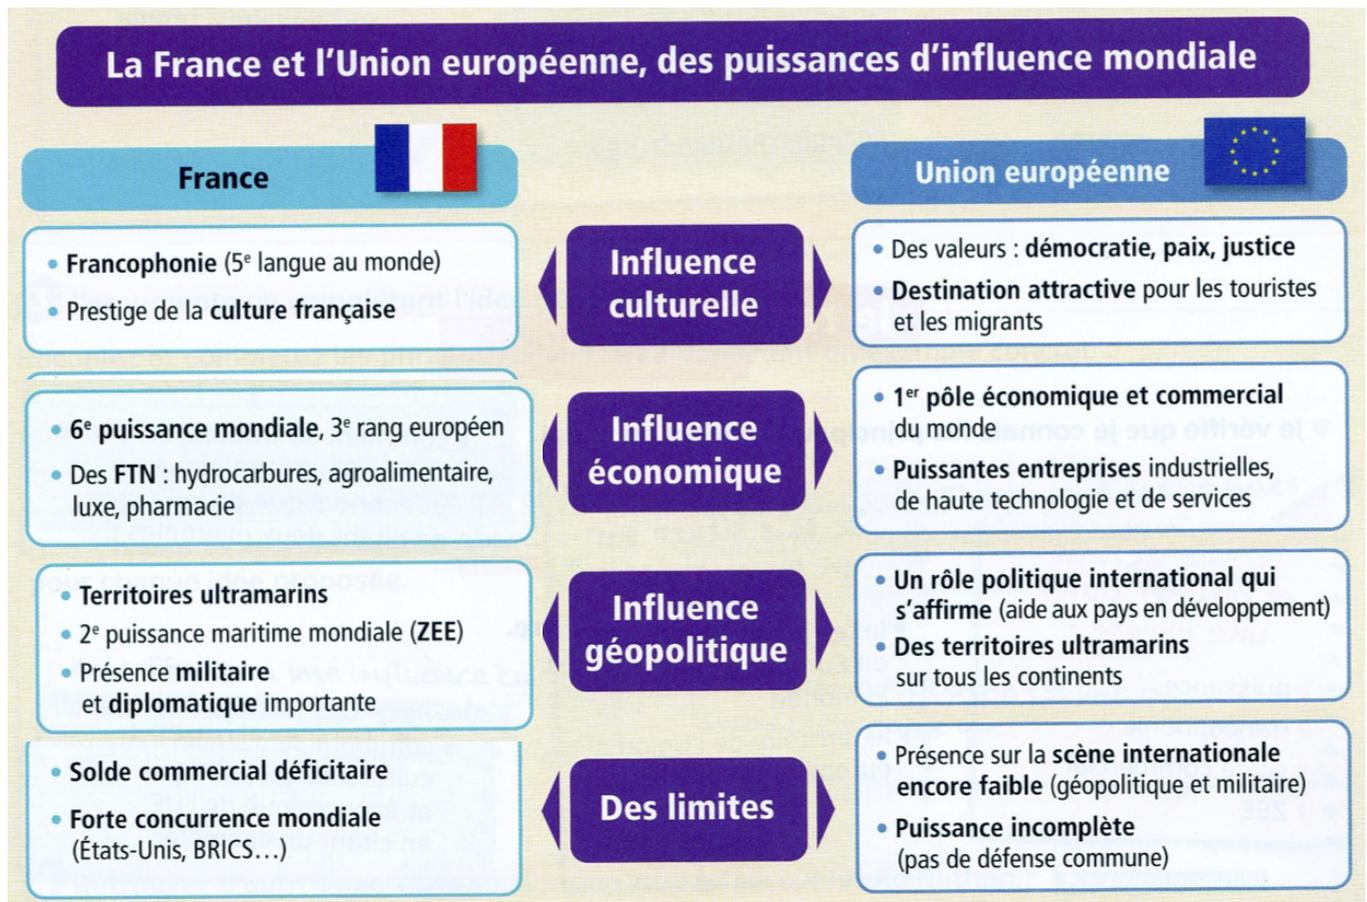 La France et l'Union européenne, des puissances d'influence mondiale
France
Union européenne
• Francophonie (5e langue au monde)
• Prestige de la culture française
Influence
culturelle
• Des valeurs : démocratie, paix, justice
• Destination attractive pour les touristes
et les migrants
• 6e puissance mondiale, 3e rang européen
• Des FTN : hydrocarbures, agroalimentaire,
luxe, pharmacie
Influence
économique
• 1er pôle économique et commercial
du monde
• Puissantes entreprises industrielles,
de haute technologie et de services
• Territoires ultramarins
• 2e puissance maritime mondiale (ZEE)
• Présence militaire
et diplomatique importante
Influence
géopolitique
• Un rôle politique international qui
s'affirme (aide aux pays en développement)
• Des territoires ultramarins
sur tous les continents
• Solde commercial déficitaire
• Forte concurrence mondiale
(États-Unis, BRICS…)
Des limites
• Présence sur la scène internationale
encore faible (géopolitique et militaire)
• Puissance incomplète
(pas de défense commune)